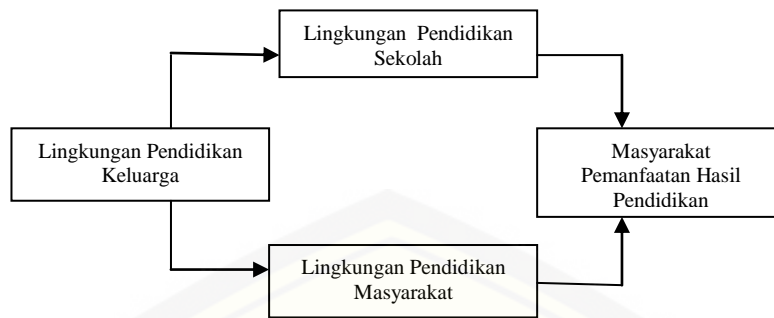 Lingkungan Pendidikan
Sekolah
Lingkungan Pendidikan
Keluarga
Masyarakat
Pemanfaatan Hasil
Pendidikan
Lingkungan Pendidikan
Masyarakat